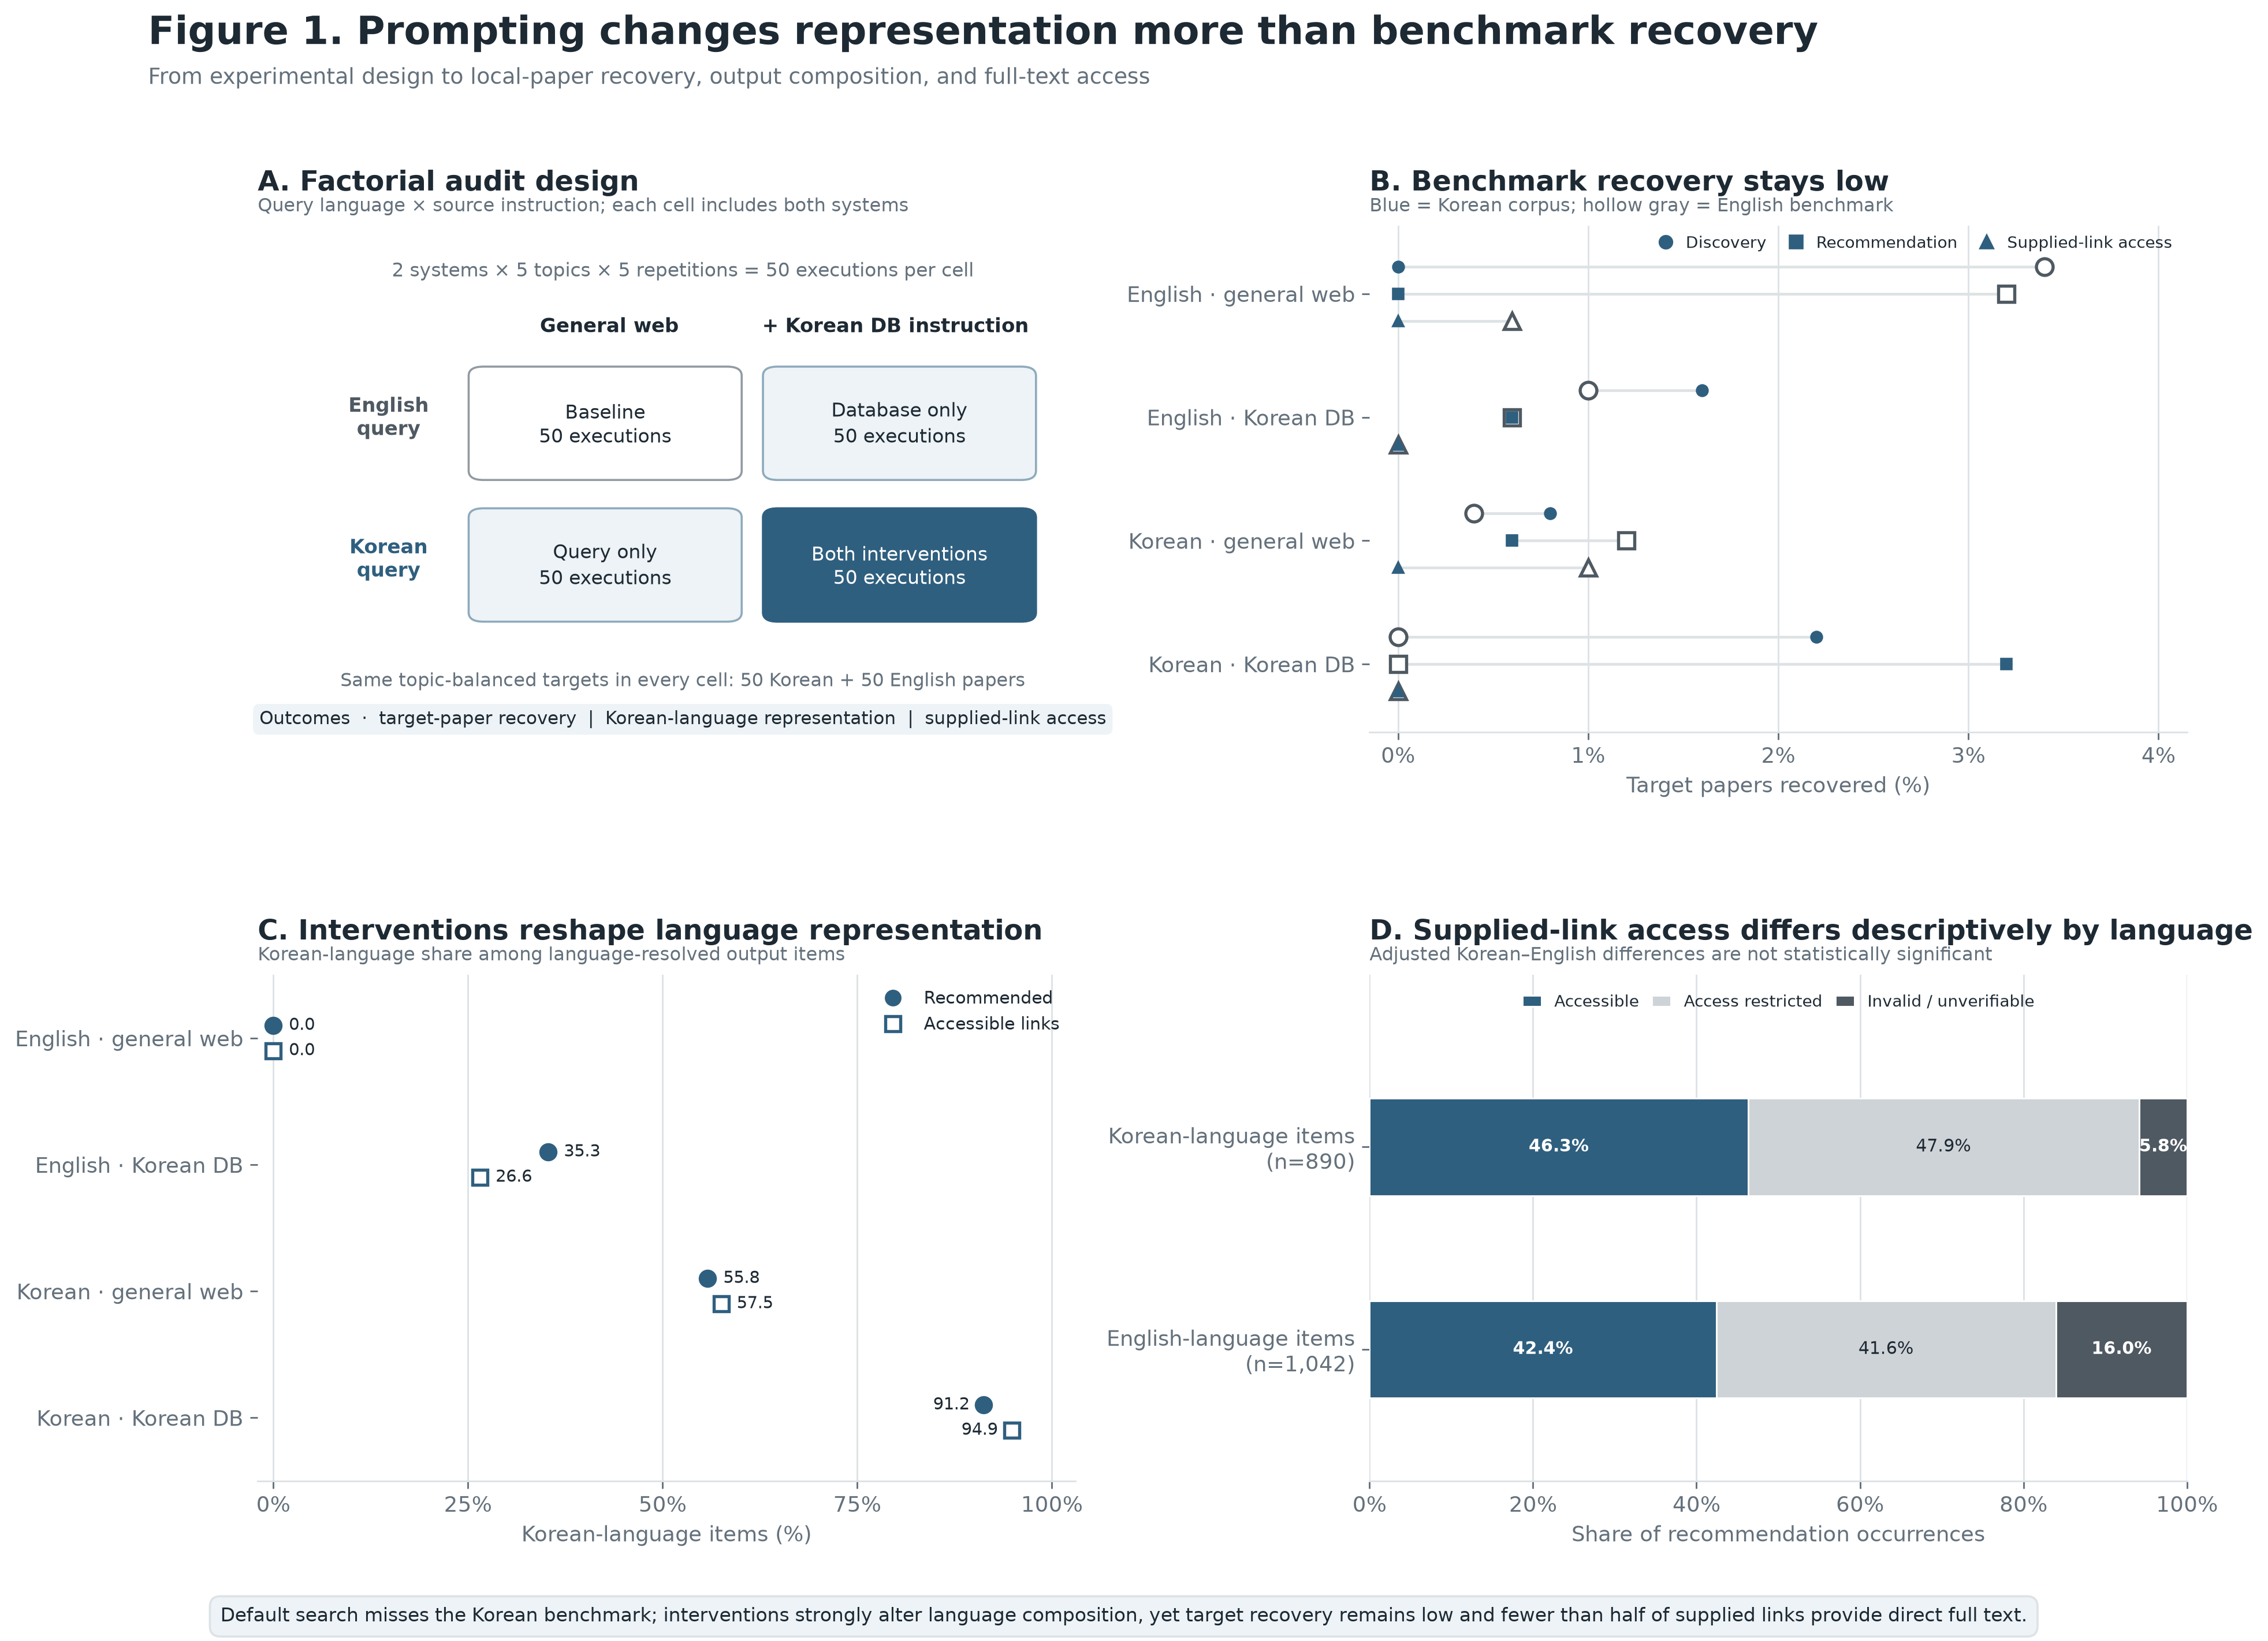 Figure 1. Prompting changes representation more than benchmark recovery
From experimental design to local-paper recovery, output composition, and full-text access
A. Factorial audit design
Query language × source instruction; each cell includes both systems
2 systems × 5 topics × 5 repetitions = 50 executions per cell
General web
+ Korean DB instruction
English
query
Baseline
50 executions
Database only
50 executions
Korean
query
Query only
50 executions
Both interventions
50 executions
Same topic-balanced targets in every cell: 50 Korean + 50 English papers
Outcomes · target-paper recovery | Korean-language representation | supplied-link access
B. Benchmark recovery stays low
Blue = Korean corpus; hollow gray = English benchmark
Discovery
Recommendation
Supplied-link access
English · general web
English · Korean DB
Korean · general web
Korean · Korean DB
0% 1% 2% 3% 4%
Target papers recovered (%)
C. Interventions reshape language representation
Korean-language share among language-resolved output items
Recommended
Accessible links
English · general web
0.0
0.0
English · Korean DB
35.3
26.6
Korean · general web
55.8
57.5
Korean · Korean DB
91.2
94.9
0% 25% 50% 75% 100%
Korean-language items (%)
D. Supplied-link access differs descriptively by language
Adjusted Korean–English differences are not statistically significant
Accessible
Access restricted
Invalid / unverifiable
Korean-language items
(n=890)
46.3% 47.9% 5.8%
English-language items
(n=1,042)
42.4% 41.6% 16.0%
0% 20% 40% 60% 80% 100%
Share of recommendation occurrences
Default search misses the Korean benchmark; interventions strongly alter language composition, yet target recovery remains low and fewer than half of supplied links provide direct full text.